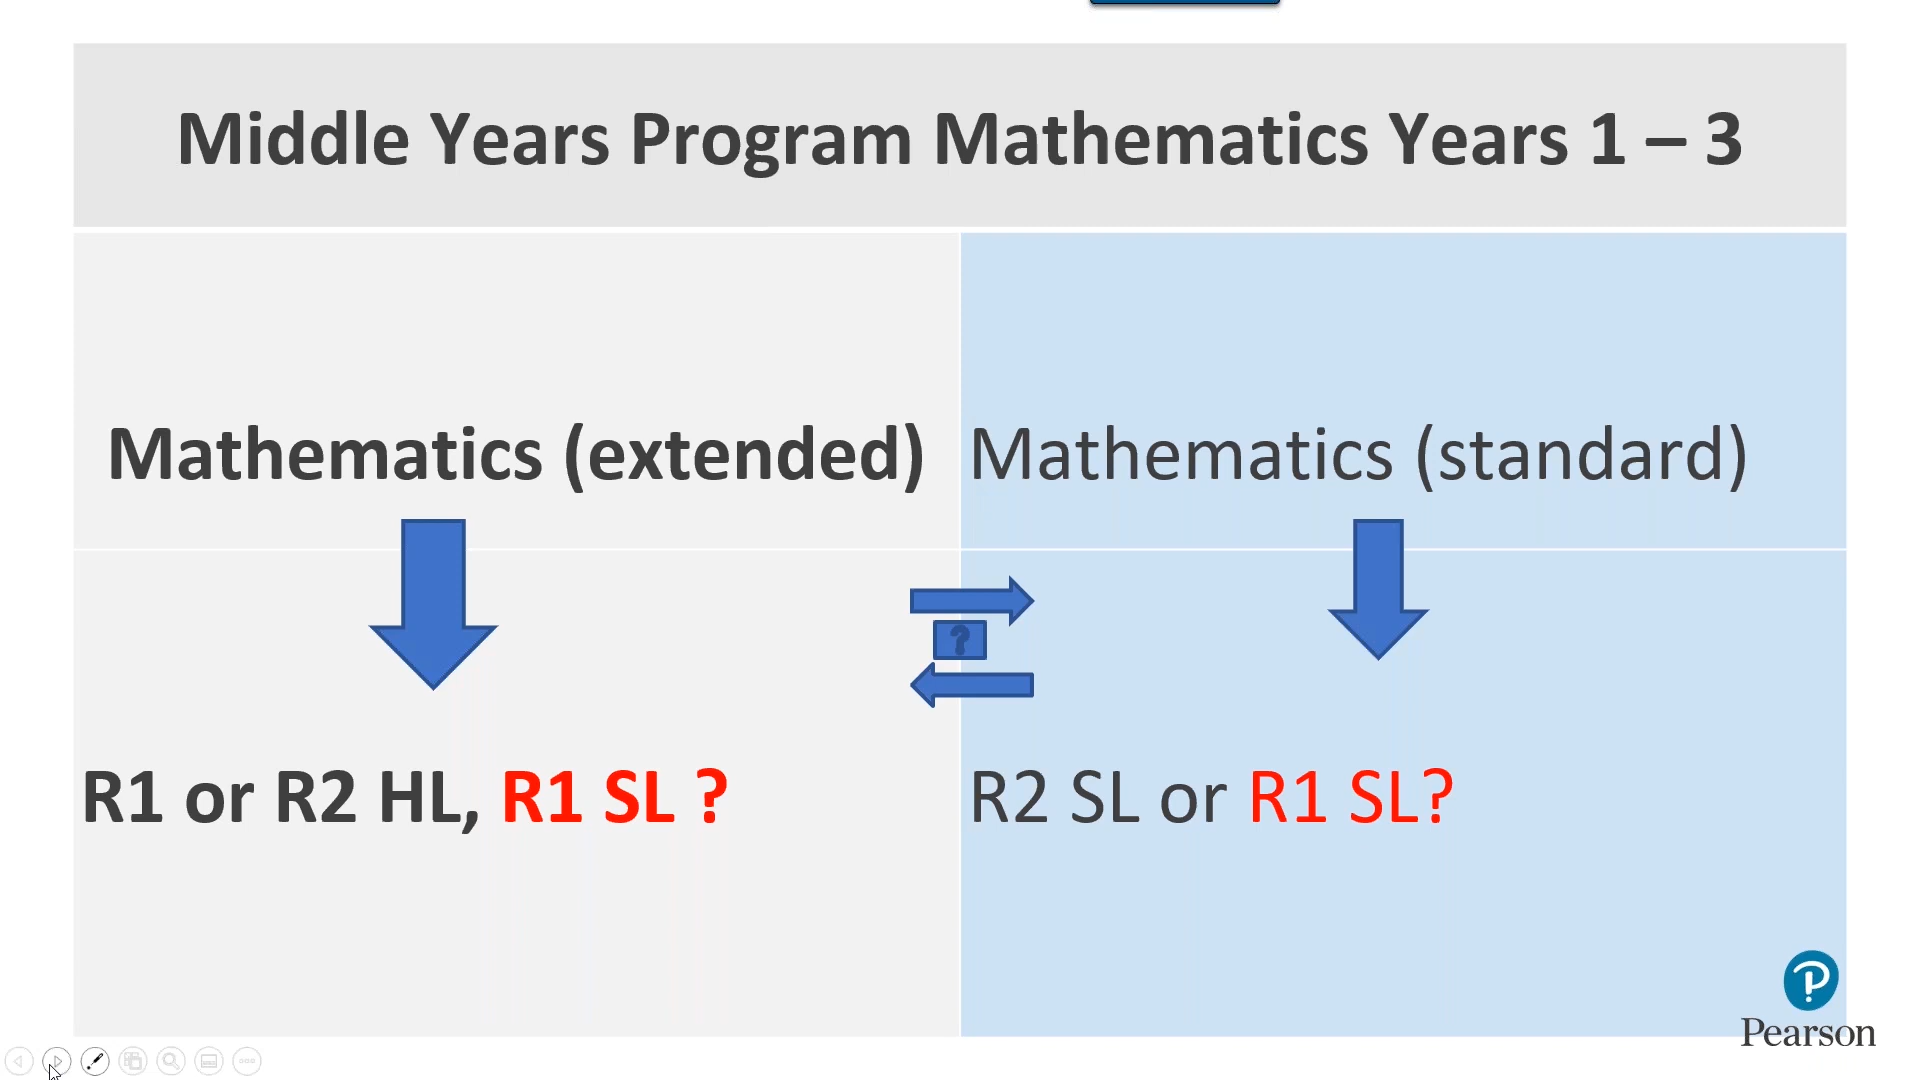 Middle Years Program Mathematics Years 1 – 3
Mathematics (extended)
Mathematics (standard)
?
R1 or R2 HL, R1 SL ?
R2 SL or R1 SL?
Pearson